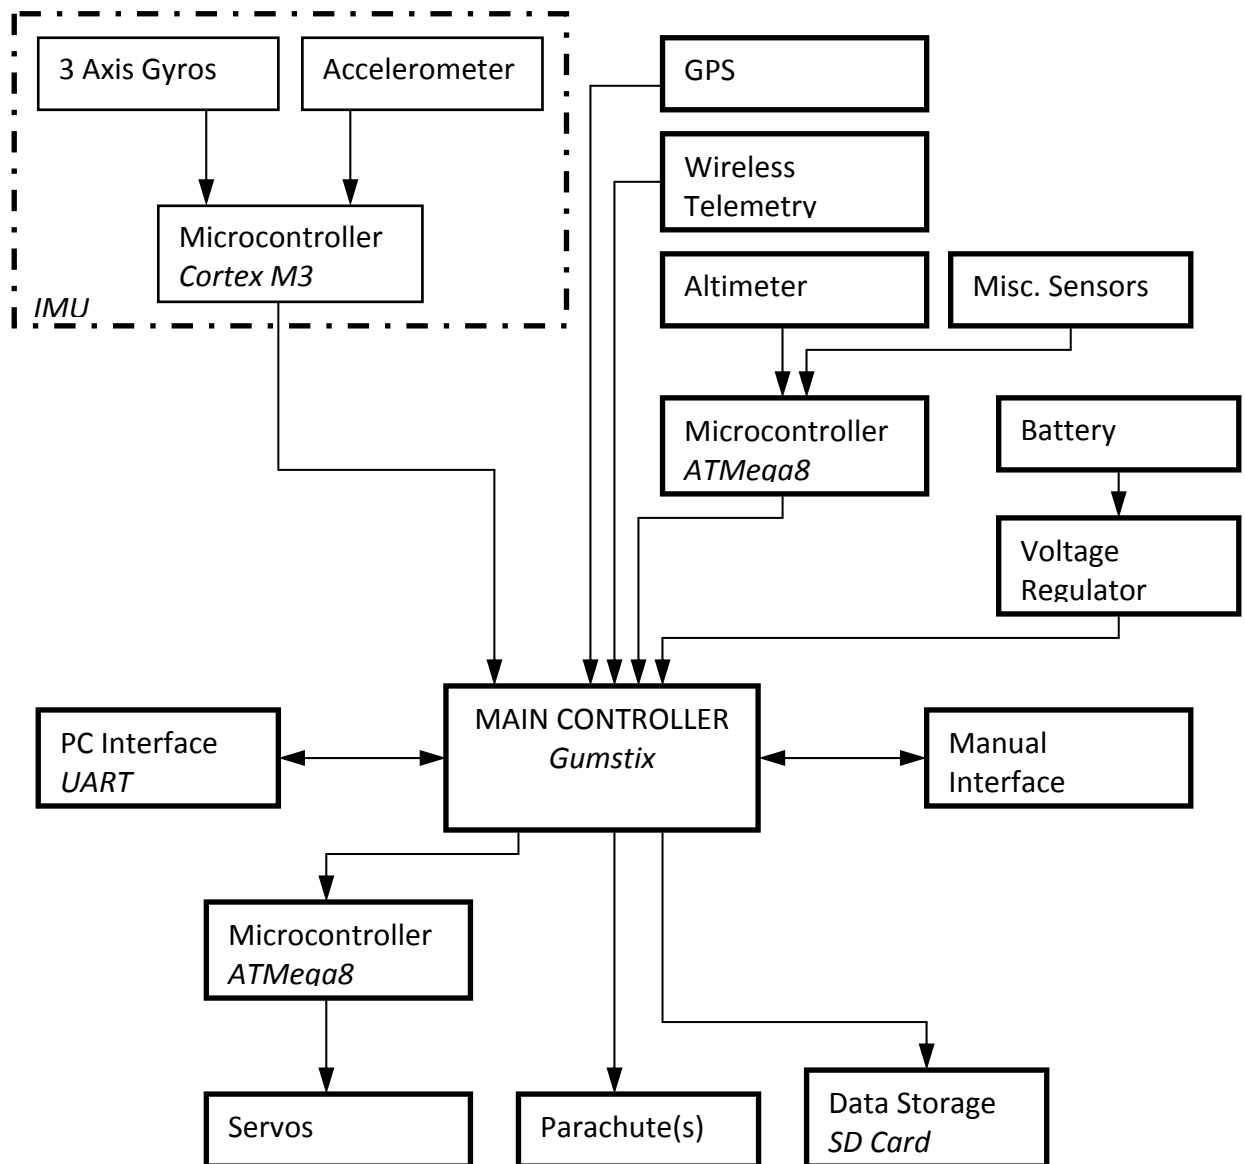 3 Axis Gyros
Accelerometer
Microcontroller
Cortex M3
IMU
GPS
Wireless
Telemetry
Altimeter
Misc. Sensors
Microcontroller
ATMega8
Battery
Voltage
Regulator
MAIN CONTROLLER
Gumstix
PC Interface
UART
Manual
Interface
Microcontroller
ATMega8
Servos
Parachute(s)
Data Storage
SD Card